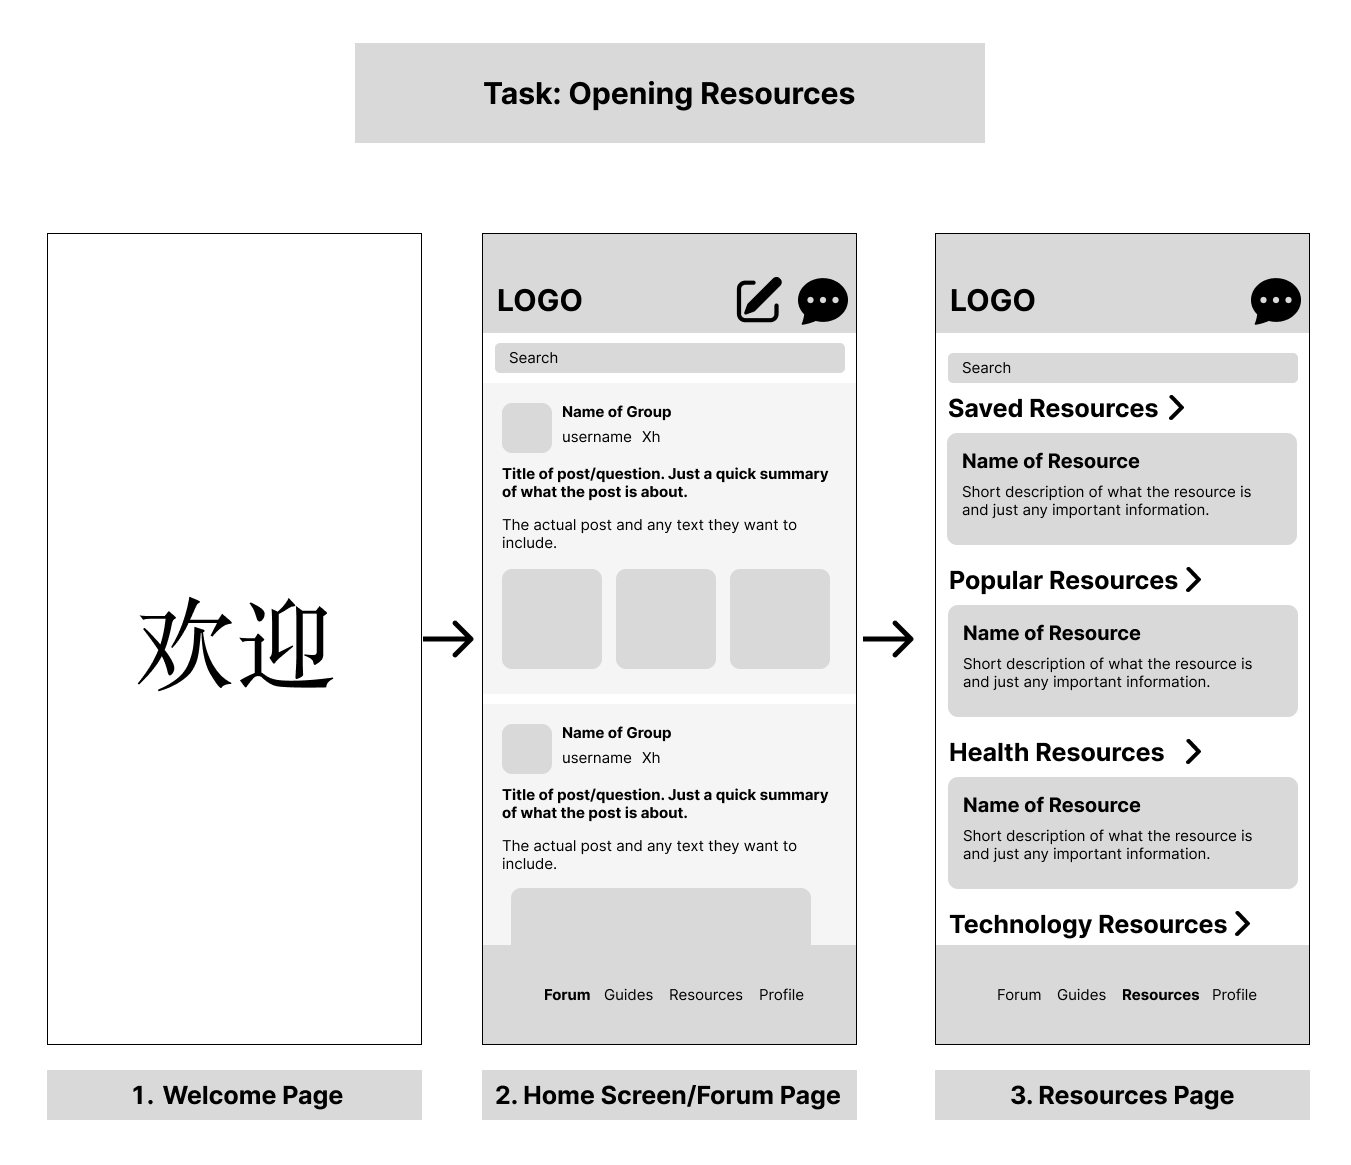 Task: Opening Resources
欢迎
1. Welcome Page
LOGO
Search
Name of Group
username Xh
Title of post/question. Just a quick summary
of what the post is about.
The actual post and any text they want to
include.
Name of Group
username Xh
Title of post/question. Just a quick summary
of what the post is about.
The actual post and any text they want to
include.
Forum Guides Resources Profile
2. Home Screen/Forum Page
LOGO
Search
Saved Resources
Name of Resource
Short description of what the resource is
and just any important information.
Popular Resources
Name of Resource
Short description of what the resource is
and just any important information.
Health Resources
Name of Resource
Short description of what the resource is
and just any important information.
Technology Resources
Forum Guides Resources Profile
3. Resources Page